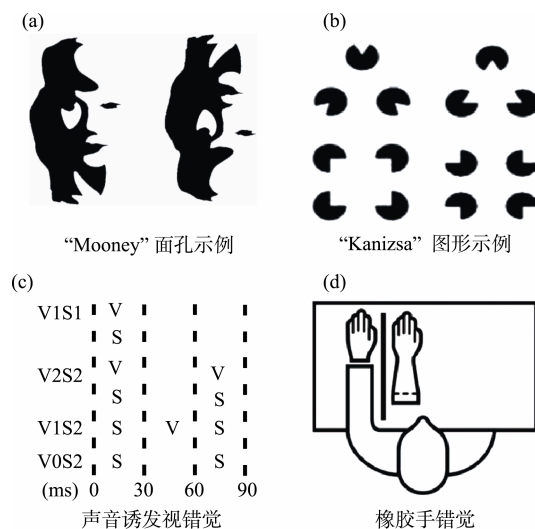 (a)
(b)
“Mooney” 面孔示例
“Kanizsa” 图形示例
(c)
(d)
V1S1 V
S
V2S2 V V
S S
V1S2 S V S
V0S2 S S
(ms) 0 30 60 90
声音诱发视错觉
橡胶手错觉